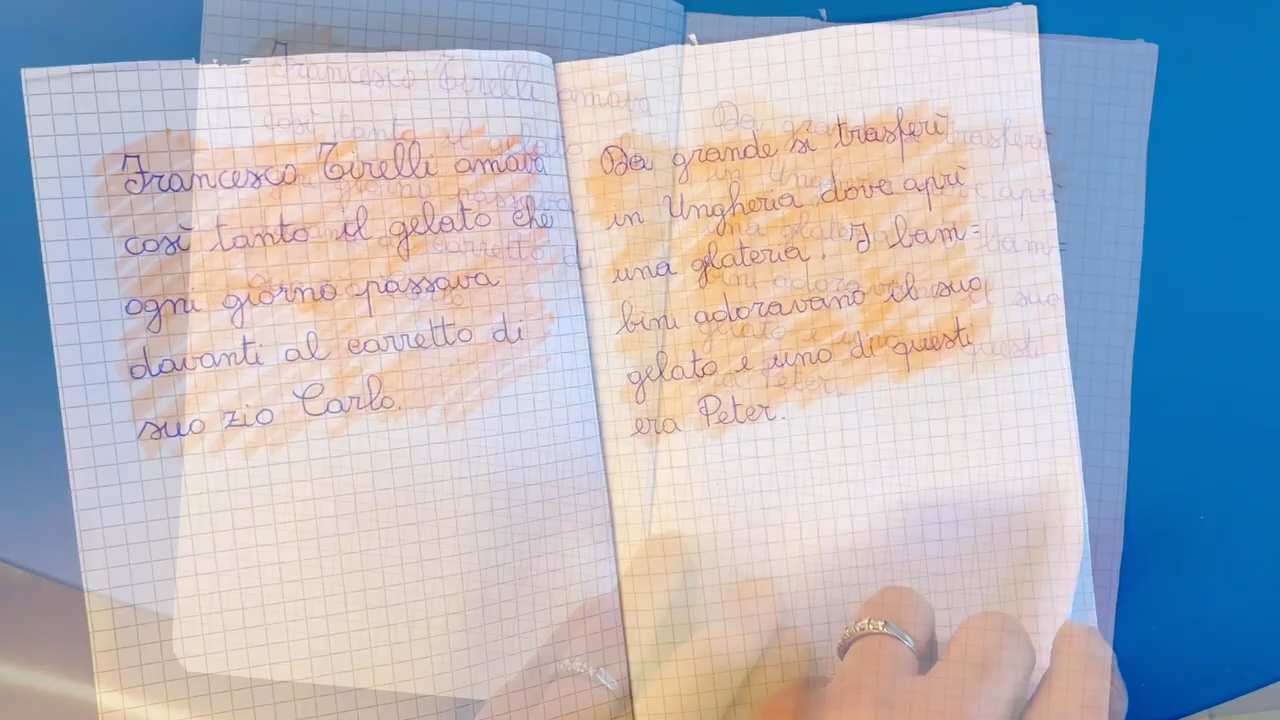 Francesco Tirelli amava
così tanto il gelato che
ogni giorno passava
davanti al carretto di
suo zio Carlo.
Da grande si trasferì
in Ungheria dove aprì
una gelateria. I bam=
bini adoravano il suo
gelato e uno di questi
era Peter.